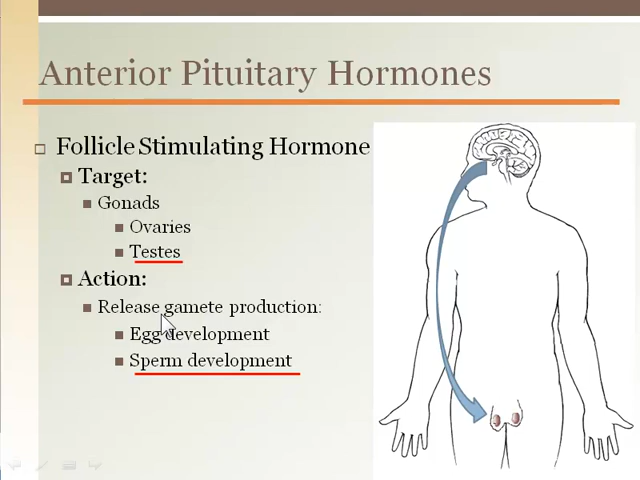 Anterior Pituitary Hormones
Follicle Stimulating Hormone
Target:
Gonads
Ovaries
Testes
Action:
Release gamete production:
Egg development
Sperm development